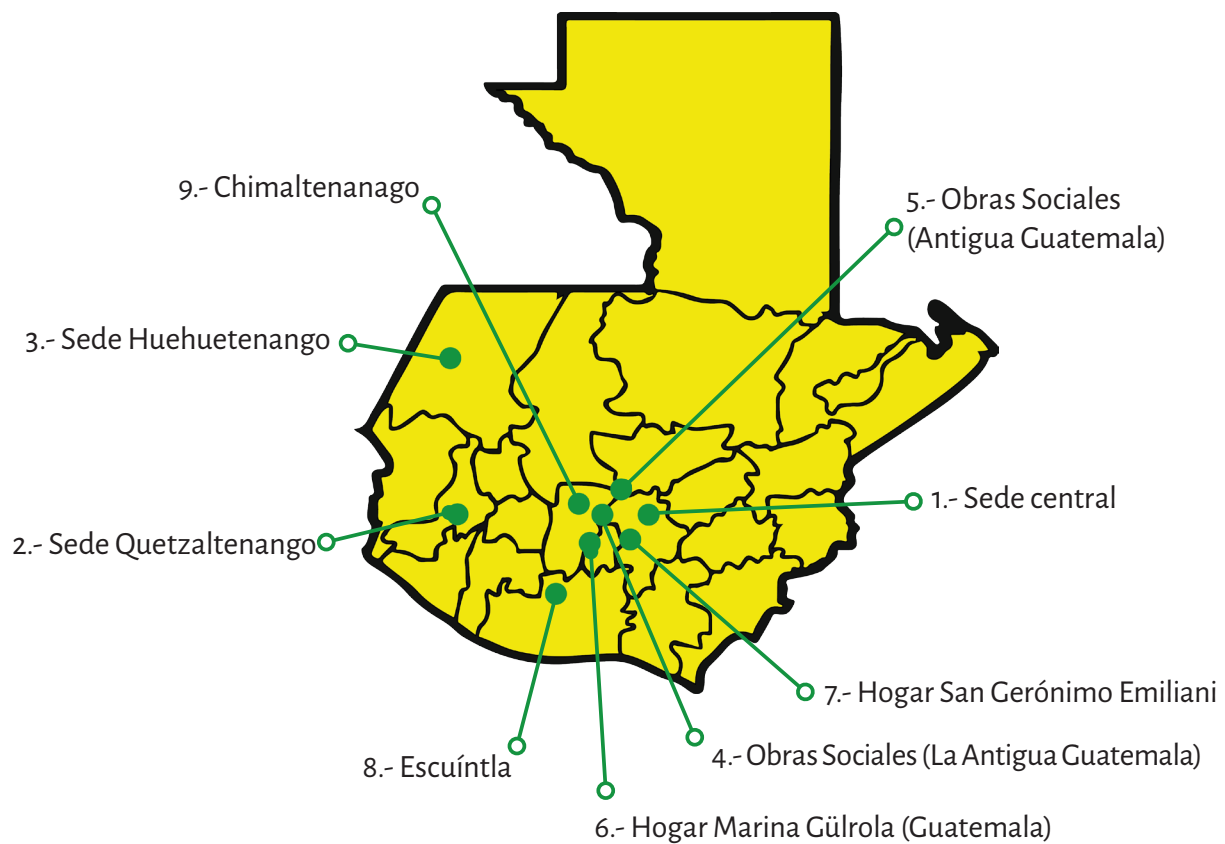 9.- Chimaltenanago
5.- Obras Sociales
(Antigua Guatemala)
3.- Sede Huehuetenango
1.- Sede central
2.- Sede Quetzaltenango
7.- Hogar San Gerónimo Emiliani
4.- Obras Sociales (La Antigua Guatemala)
8.- Escuíntla
6.- Hogar Marina Gülrola (Guatemala)